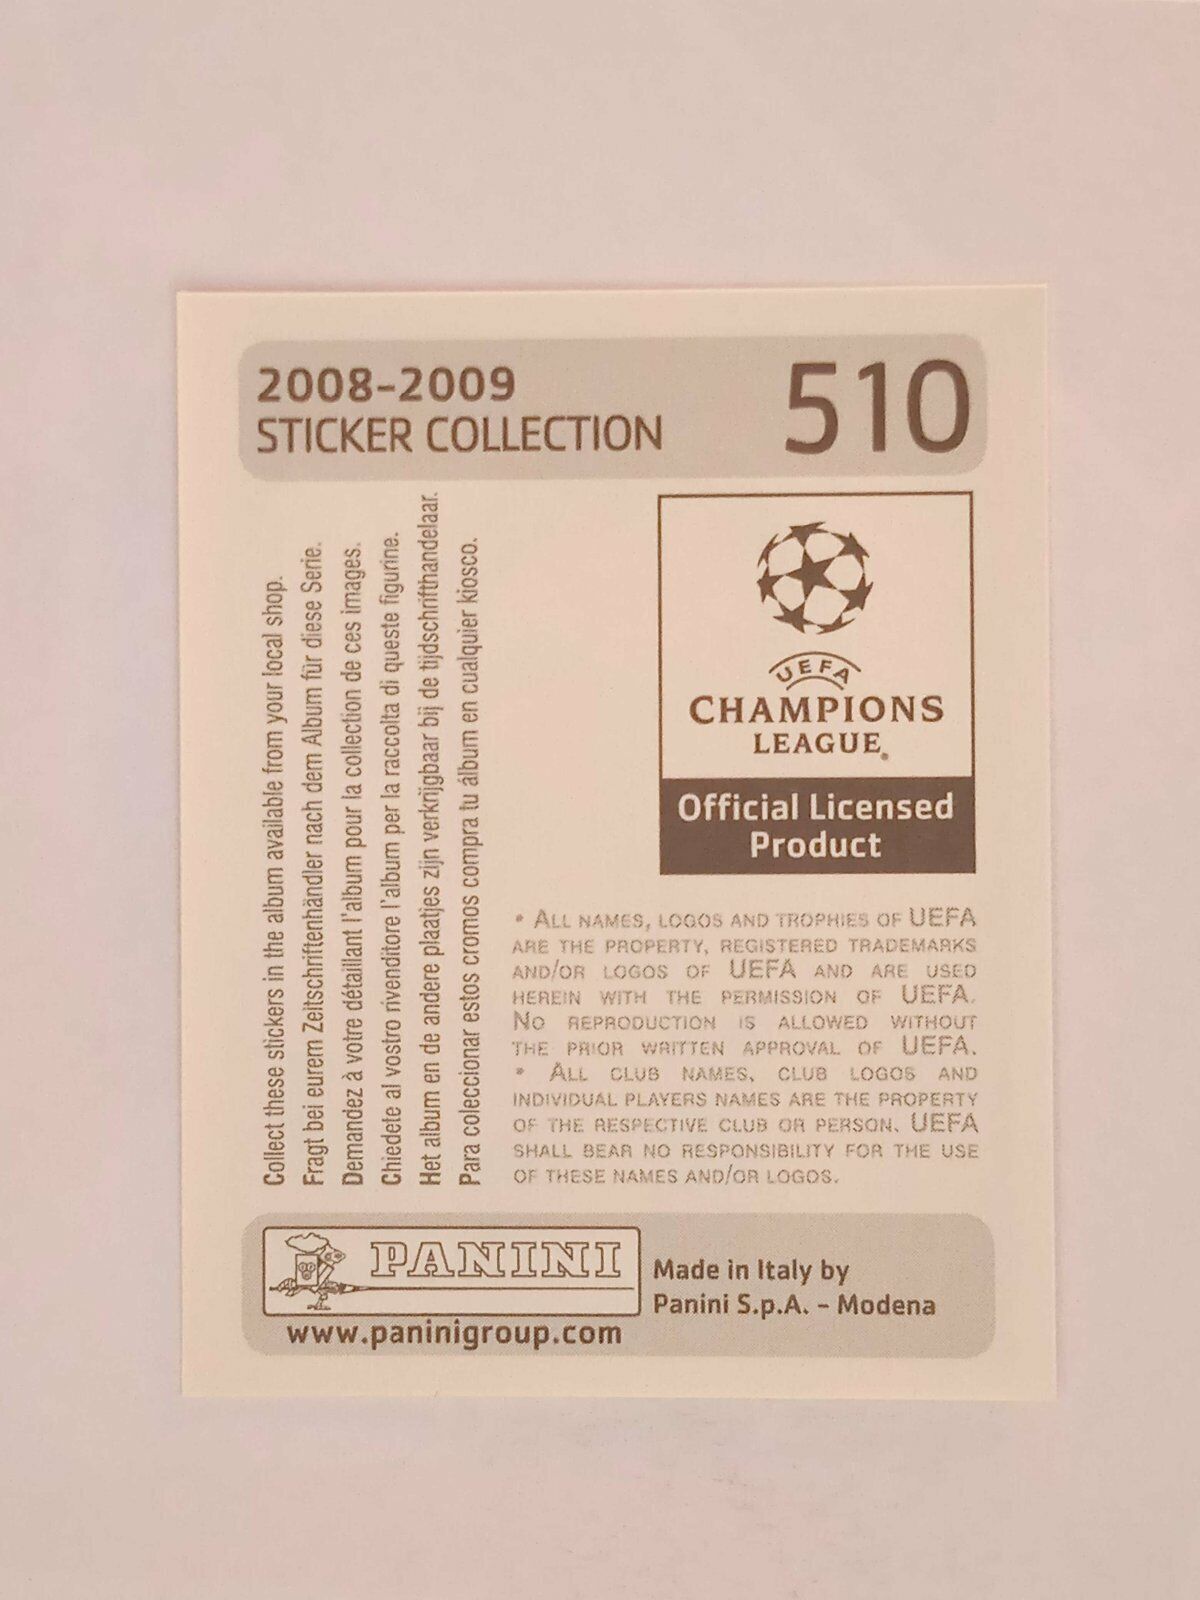 2008-2009
STICKER COLLECTION
510
Collect these stickers in the album available from your local shop.
Fragt bei eurem Zeitschriftenhändler nach dem Album für diese Serie.
Demandez à votre détaillant l'album pour la collection de ces images.
Chiedete al vostro rivenditore l'album per la raccolta di queste figurine.
Het album en de andere plaatjes zijn verkrijgbaar bij de tijdschrifthandelaar.
Para coleccionar estos cromos compra tu álbum en cualquier kiosco.
UEFA
CHAMPIONS
LEAGUE®
Official Licensed
Product
• ALL NAMES, LOGOS AND TROPHIES OF UEFA
ARE THE PROPERTY, REGISTERED TRADEMARKS
AND/OR LOGOS OF UEFA AND ARE USED
HEREIN WITH THE PERMISSION OF UEFA.
NO REPRODUCTION IS ALLOWED WITHOUT
THE PRIOR WRITTEN APPROVAL OF UEFA.
• ALL CLUB NAMES, CLUB LOGOS AND
INDIVIDUAL PLAYERS NAMES ARE THE PROPERTY
OF THE RESPECTIVE CLUB OR PERSON. UEFA
SHALL BEAR NO RESPONSIBILITY FOR THE USE
OF THESE NAMES AND/OR LOGOS.
PANINI
www.paninigroup.com
Made in Italy by
Panini S.p.A. - Modena